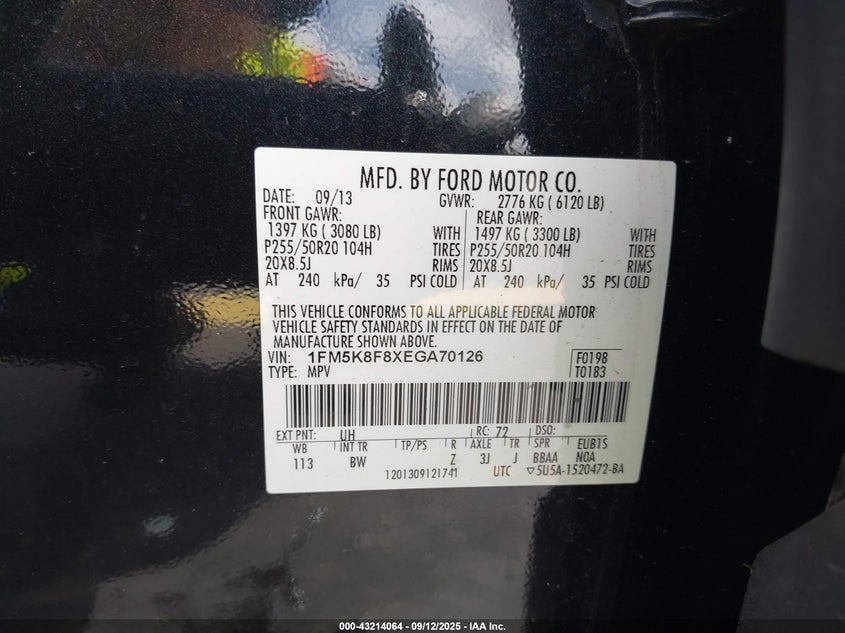 MFD. BY FORD MOTOR CO.
DATE: 09/13 GVWR: 2776 KG ( 6120 LB)
FRONT GAWR: REAR GAWR:
1397 KG ( 3080 LB) WITH 1497 KG ( 3300 LB) WITH
P255/50R20 104H TIRES P255/50R20 104H TIRES
20X8.5J RIMS 20X8.5J RIMS
AT 240 kPa/ 35 PSI COLD AT 240 kPa/ 35 PSI COLD
THIS VEHICLE CONFORMS TO ALL APPLICABLE FEDERAL MOTOR
VEHICLE SAFETY STANDARDS IN EFFECT ON THE DATE OF
MANUFACTURE SHOWN ABOVE.
VIN: 1FM5K8F8XEGA70126 F0198
TYPE: MPV T0183
EXT PNT: UH RC: 72 DSO:
WB INT TR TP/PS R AXLE TR SPR EUB1S
113 BW Z 3J J BBAA NOA
1201309121741 UTC ▽5U5A-1520472-BA
000-43214064 - 09/12/2025 - IAA Inc.